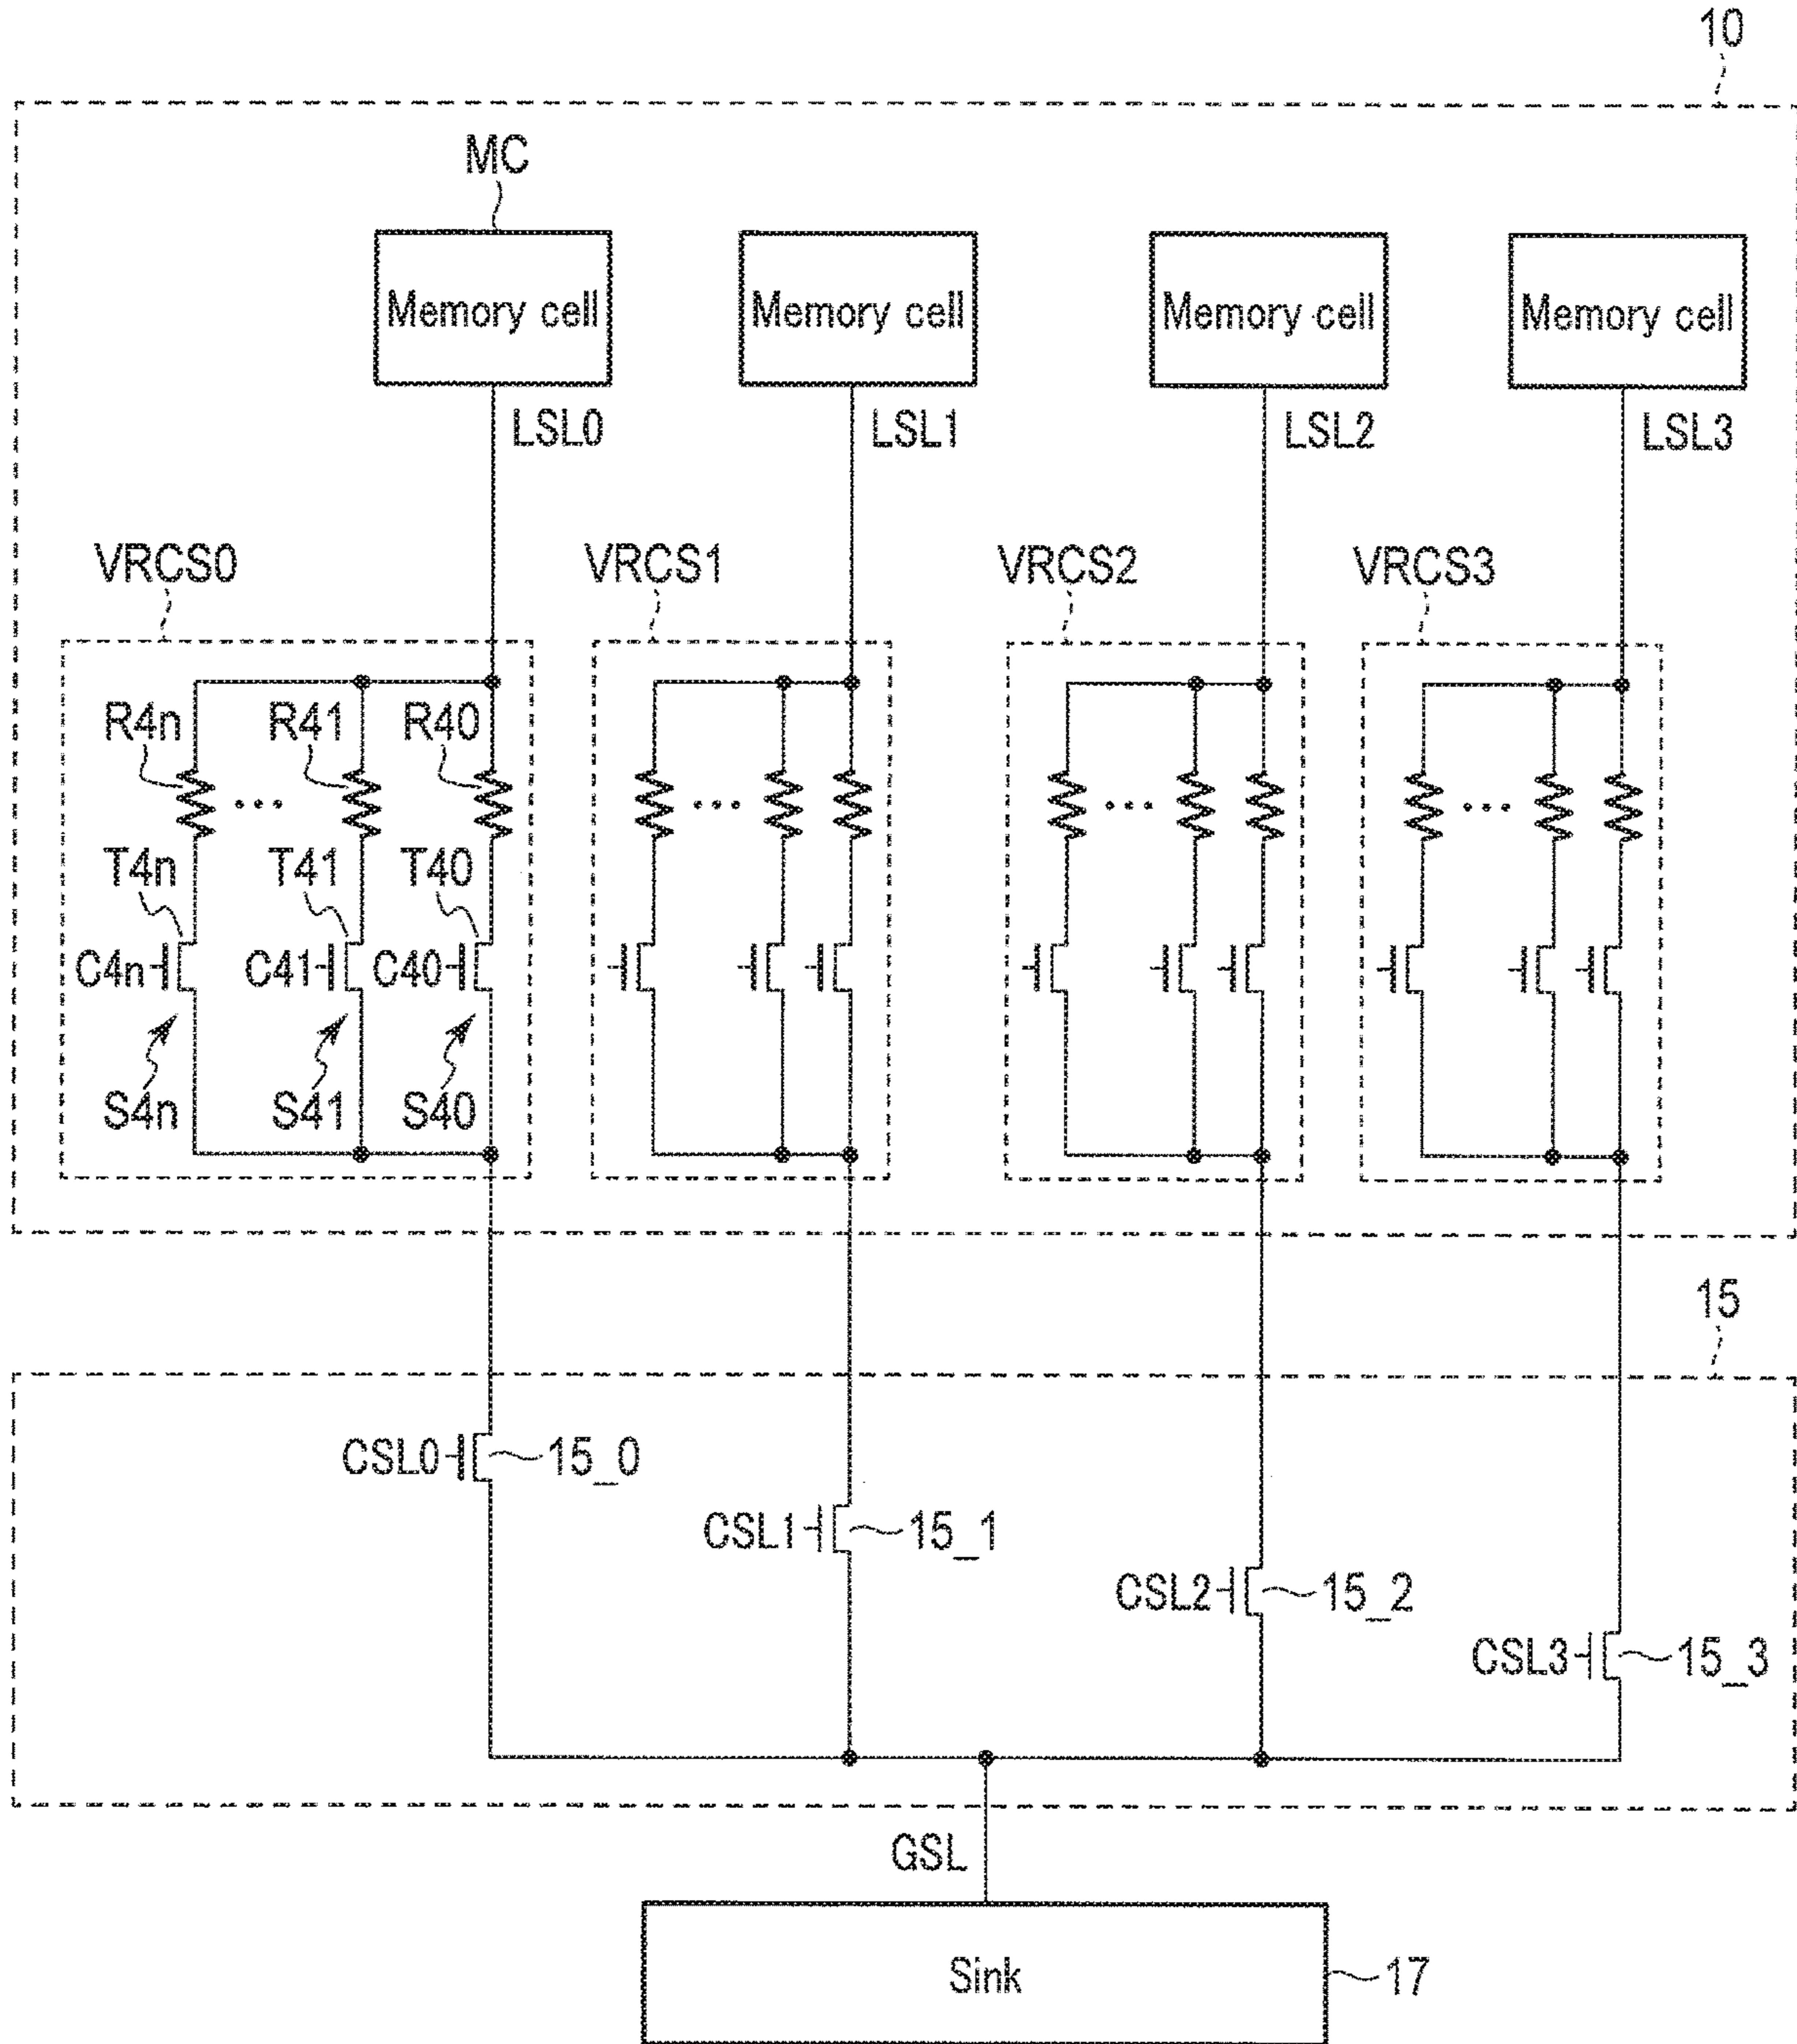 10
MC
Memory cell Memory cell Memory cell Memory cell
LSL0 LSL1 LSL2 LSL3
VRCS0 VRCS1 VRCS2 VRCS3
R4n R41 R40
... ... ... ...
T4n T41 T40
C4n C41 C40
S4n S41 S40
15
CSL0 15_0
CSL1 15_1
CSL2 15_2
CSL3 15_3
GSL
Sink 17